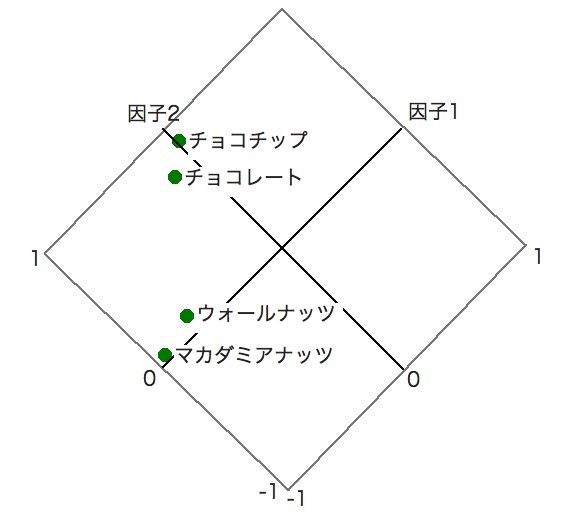 因子2
因子1
チョコチップ
チョコレート
1
1
ウォールナッツ
マカダミアナッツ
0
0
-1
-1